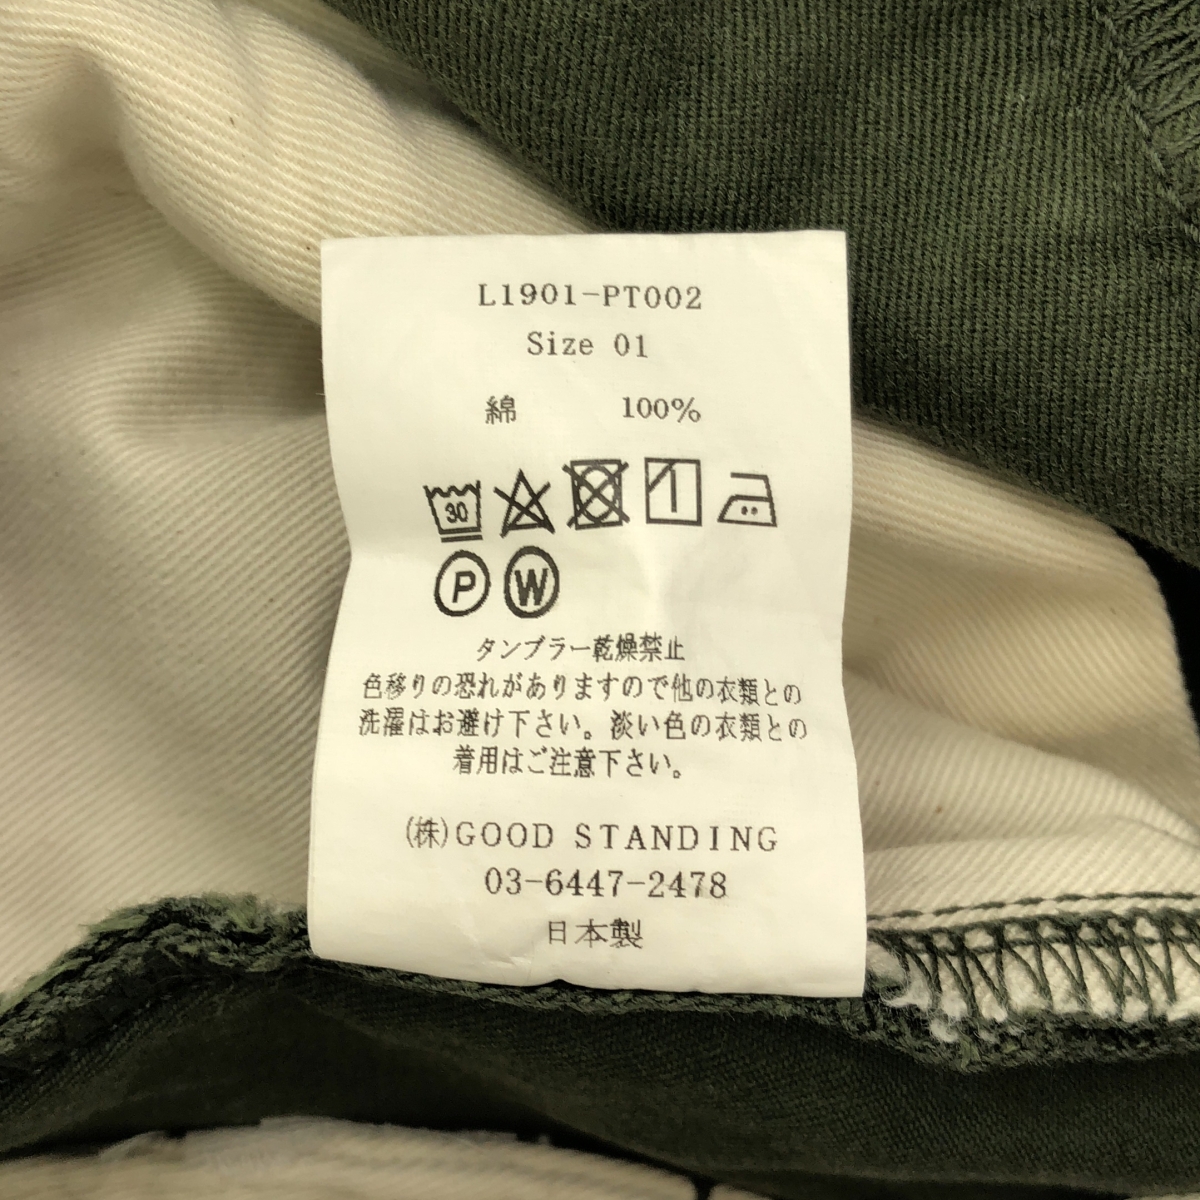 L1901-PT002
Size 01
綿 100%
30
P W
タンブラー乾燥禁止
色移りの恐れがありますので他の衣類との
洗濯はお避け下さい。淡い色の衣類との
着用はご注意下さい。
(株)GOOD STANDING
03-6447-2478
日本製